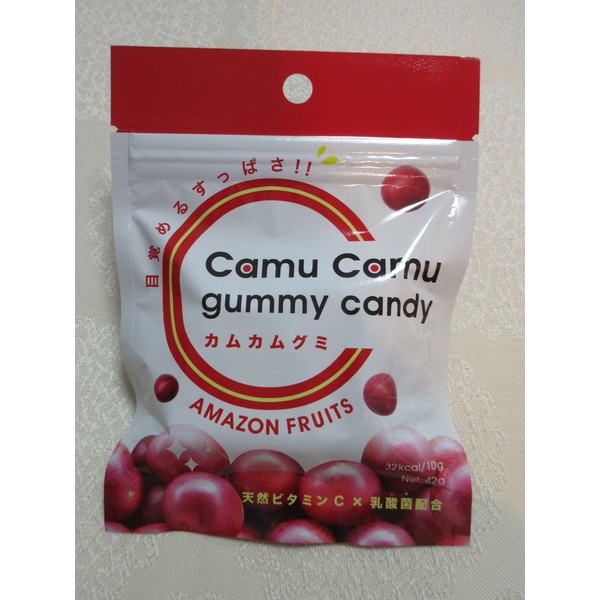 目覚めるすっぱさ!!
Camu Camu
gummy candy
カムカムグミ
AMAZON FRUITS
32kcal/10g
Net. 42g
天然ビタミンC×乳酸菌配合